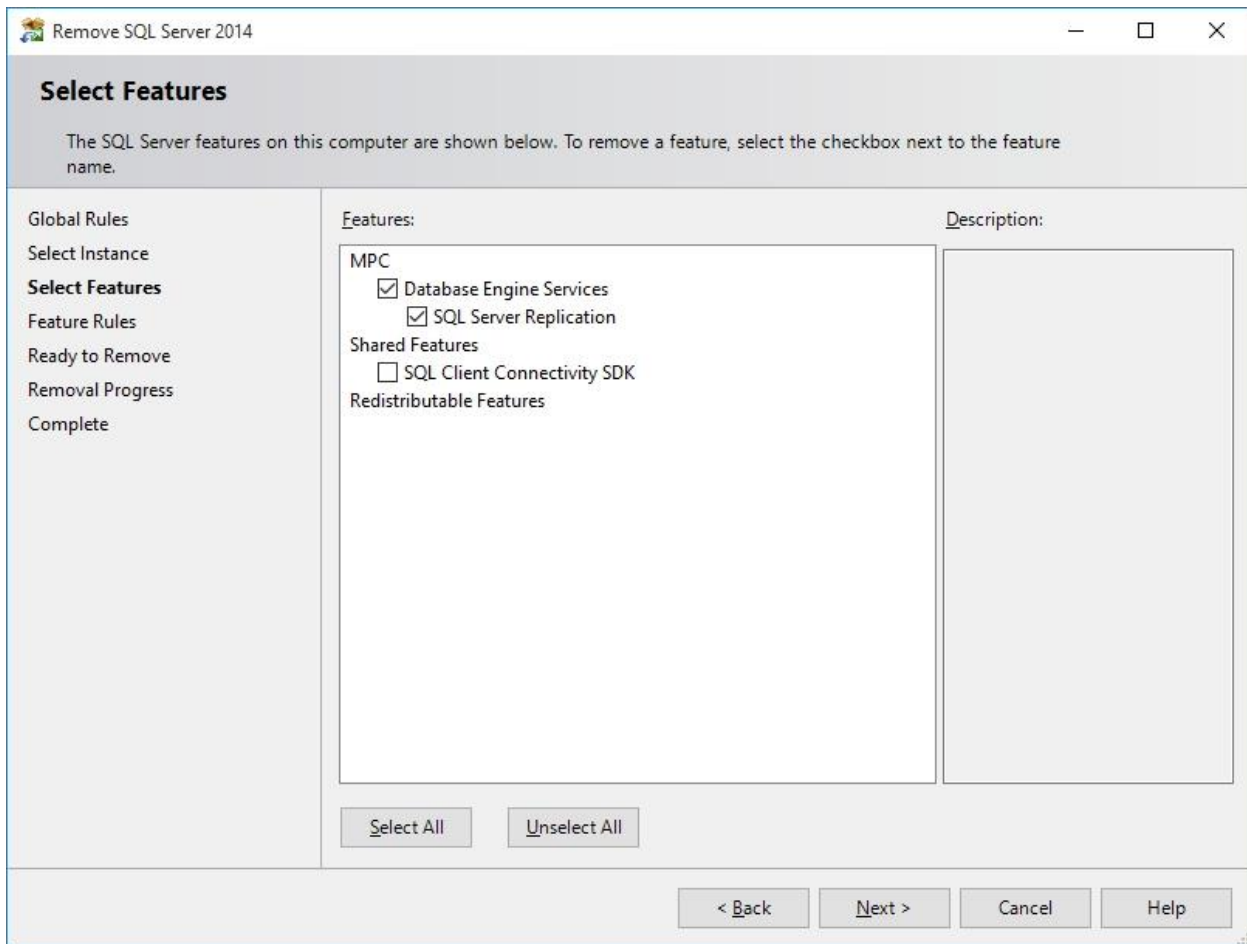 Remove SQL Server 2014
Select Features
The SQL Server features on this computer are shown below. To remove a feature, select the checkbox next to the feature
name.
Global Rules
Select Instance
Select Features
Feature Rules
Ready to Remove
Removal Progress
Complete
Features:
MPC
Database Engine Services
SQL Server Replication
Shared Features
SQL Client Connectivity SDK
Redistributable Features
Description:
Select All
Unselect All
< Back
Next >
Cancel
Help